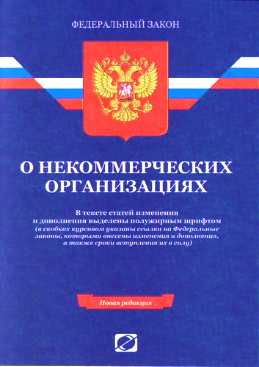 ФЕДЕРАЛЬНЫЙ ЗАКОН
О НЕКОММЕРЧЕСКИХ
ОРГАНИЗАЦИЯХ
В тексте статей изменения
и дополнения выделены полужирным шрифтом
(в скобках курсивом указаны ссылки на Федеральные
законы, которыми внесены изменения и дополнения,
а также сроки вступления их в силу)
Новая редакция